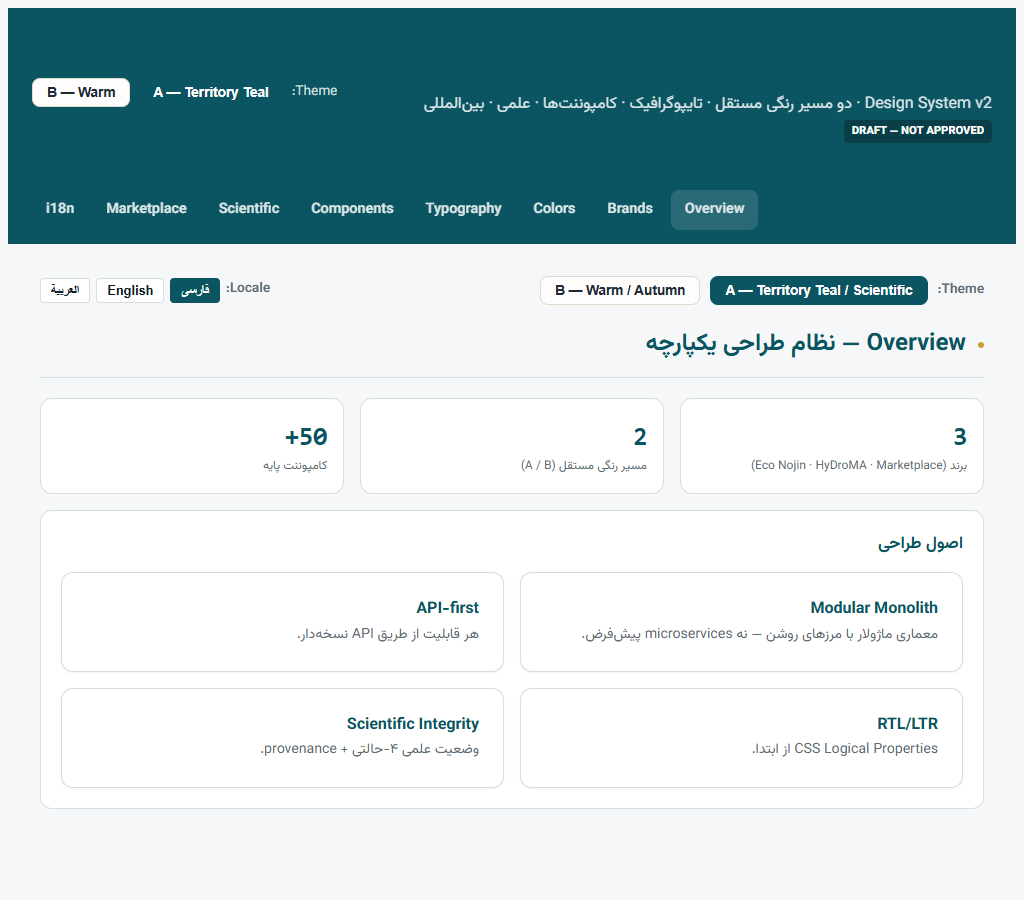 Design System v2 · دو مسیر رنگی مستقل · تایپوگرافیک · کامپوننت‌ها · علمی · بین‌المللی
DRAFT — NOT APPROVED
Theme:
A — Territory Teal
B — Warm
Overview
Brands
Colors
Typography
Components
Scientific
Marketplace
i18n
Theme:
A — Territory Teal / Scientific
B — Warm / Autumn
Locale:
فارسی
English
العربية
Overview — نظام طراحی یکپارچه
3
برند (Eco Nojin · HyDroMA · Marketplace)
2
مسیر رنگی مستقل (A / B)
50+
کامپوننت پایه
اصول طراحی
Modular Monolith
معماری ماژولار با مرزهای روشن — نه microservices پیش‌فرض.
API-first
هر قابلیت از طریق API نسخه‌دار.
RTL/LTR
CSS Logical Properties از ابتدا.
Scientific Integrity
وضعیت علمی ۴-حالتی + provenance.